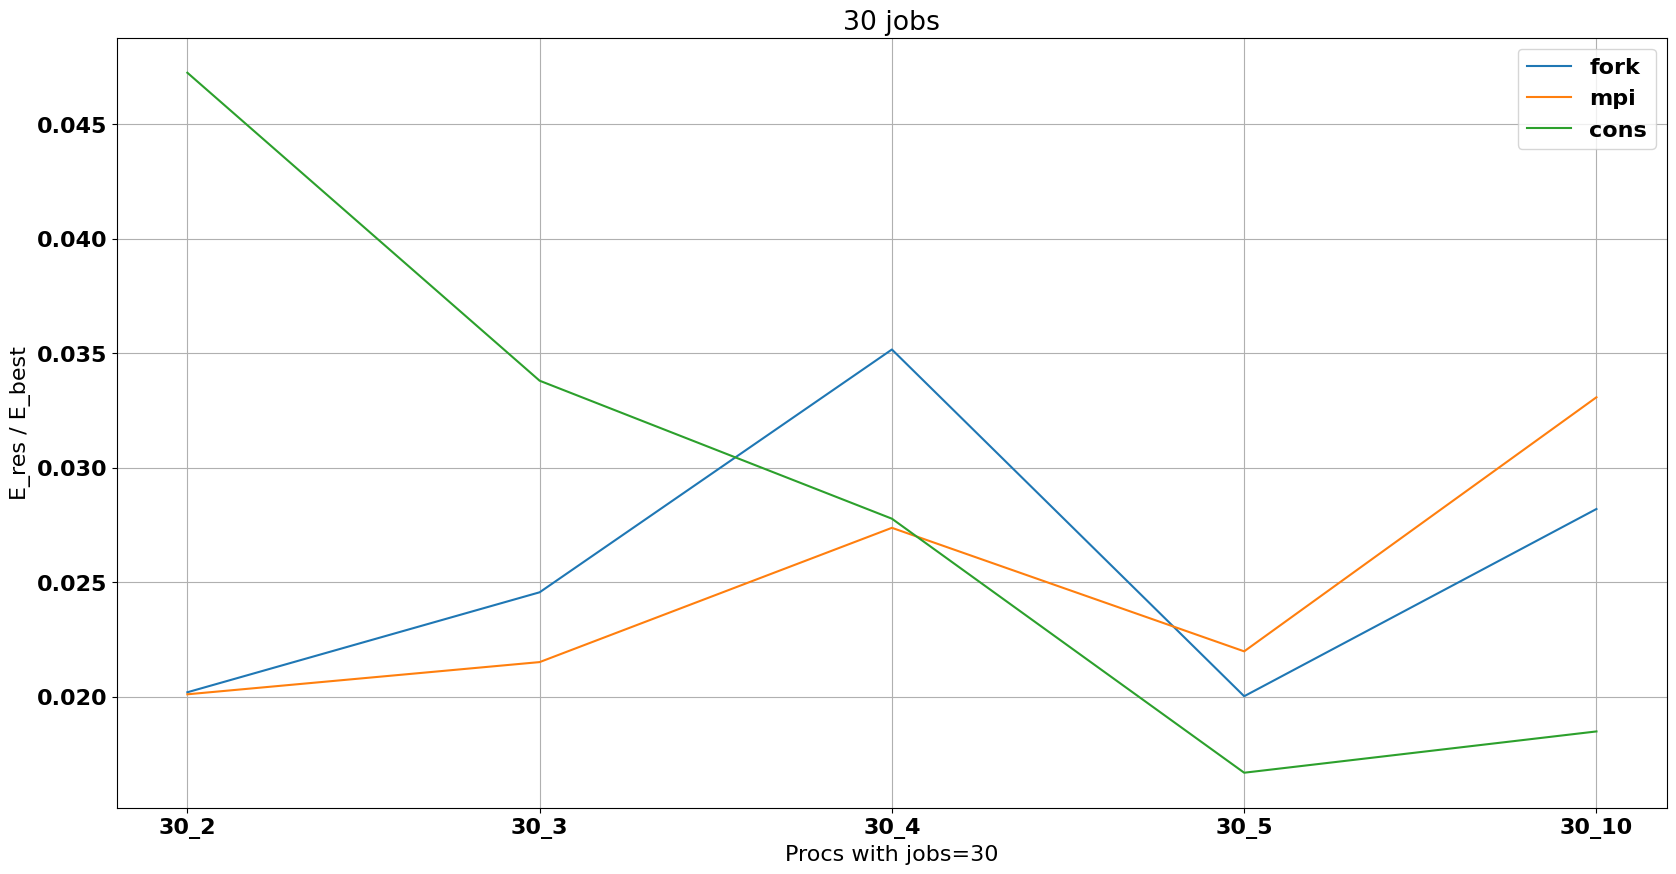 30 jobs
fork
mpi
cons
0.045
0.040
0.035
0.030
0.025
0.020
E_res / E_best
30_2 30_3 30_4 30_5 30_10
Procs with jobs=30